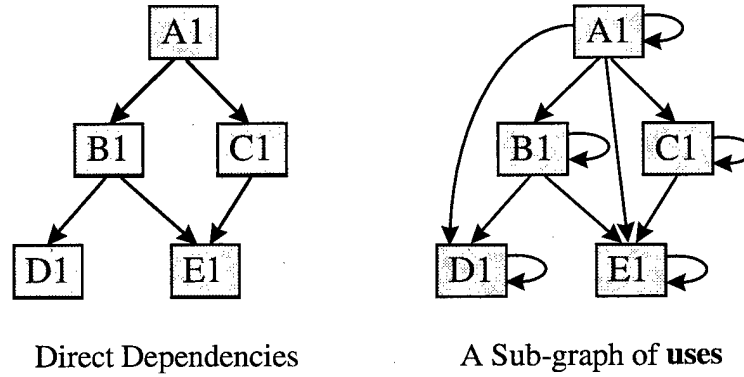 A1 A1
B1 C1 B1 C1
D1 E1 D1 E1
Direct Dependencies A Sub-graph of uses